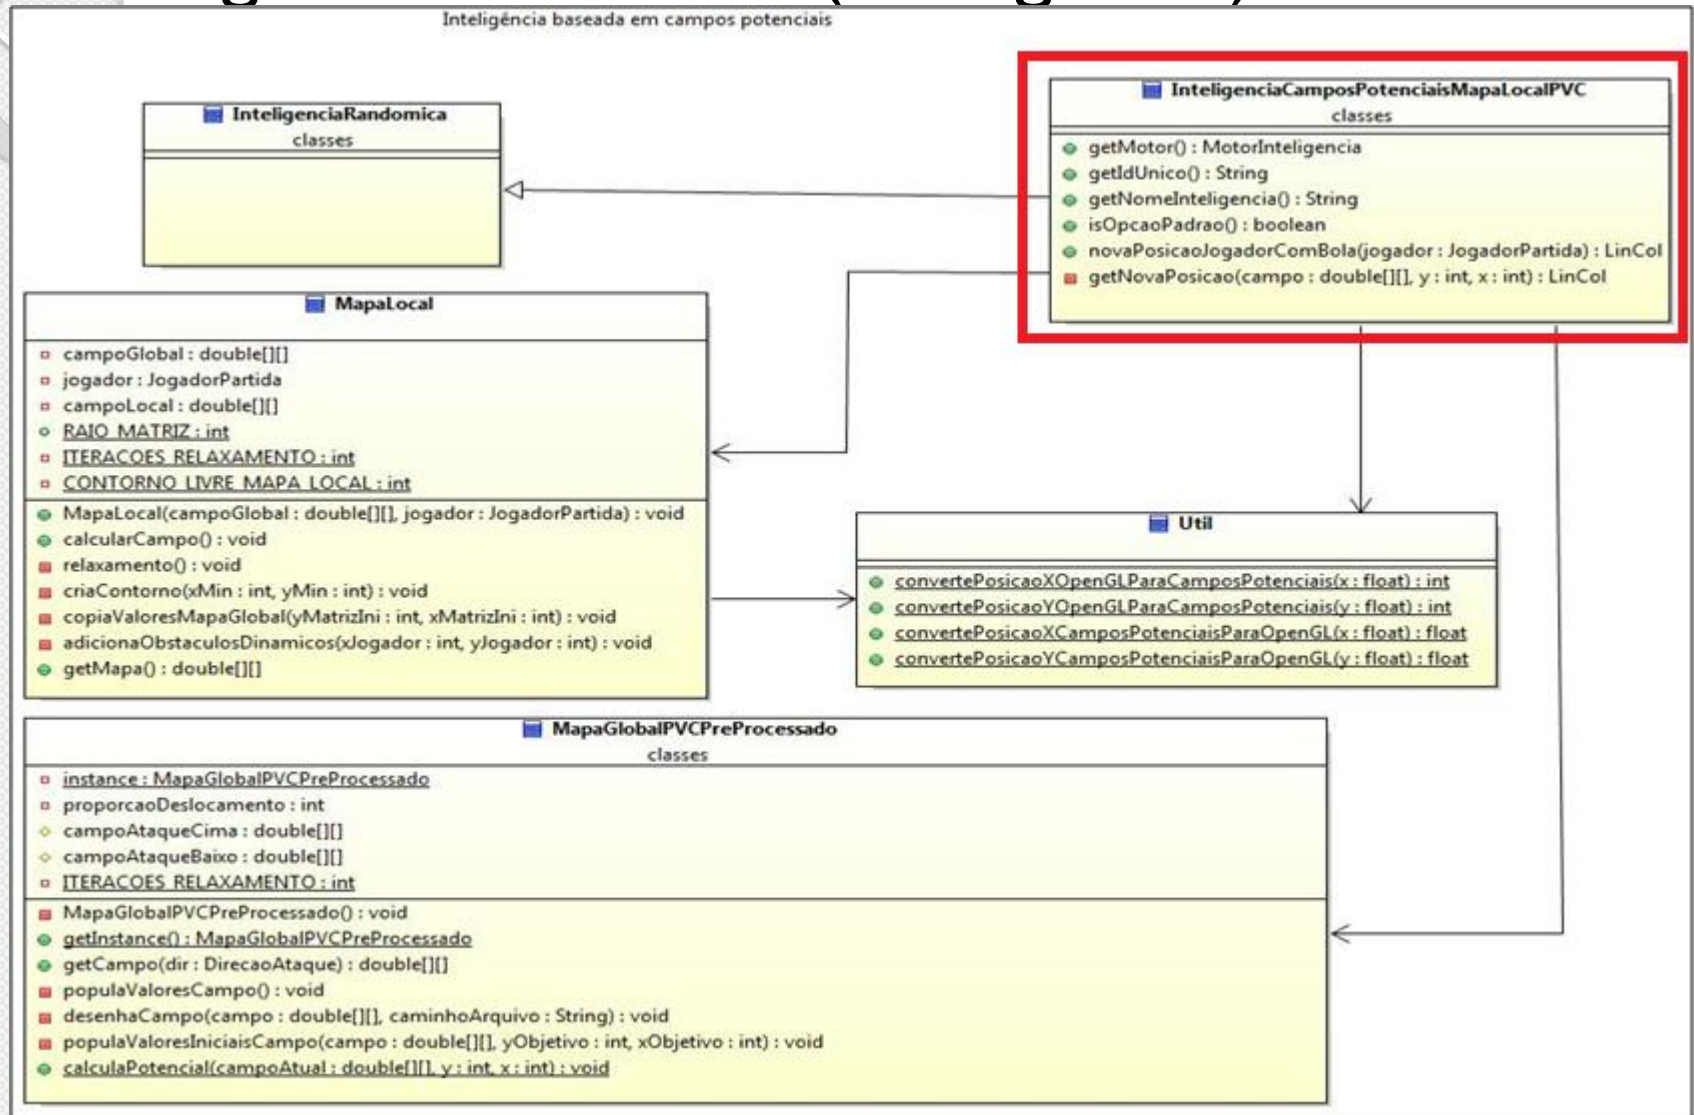 Inteligência baseada em campos potenciais
InteligenciaRandomica
classes
InteligenciaCamposPotenciaisMapaLocalPVC
classes
getMotor() : MotorInteligencia
getIdUnico() : String
getNomeInteligencia() : String
isOpcaoPadrao() : boolean
novaPosicaoJogadorComBola(jogador : JogadorPartida) : LinCol
getNovaPosicao(campo : double[][], y : int, x : int) : LinCol
MapaLocal
campoGlobal : double[][]
jogador : JogadorPartida
campoLocal : double[][]
RAIO_MATRIZ : int
ITERACOES_RELAXAMENTO : int
CONTORNO_LIVRE_MAPA_LOCAL : int
MapaLocal(campoGlobal : double[][], jogador : JogadorPartida) : void
calcularCampo() : void
relaxamento() : void
criaContorno(xMin : int, yMin : int) : void
copiaValoresMapaGlobal(yMatrizIni : int, xMatrizIni : int) : void
adicionaObstaculosDinamicos(xJogador : int, yJogador : int) : void
getMapa() : double[][]
Util
convertePosicaoXOpenGLParaCamposPotenciais(x : float) : int
convertePosicaoYOpenGLParaCamposPotenciais(y : float) : int
convertePosicaoXCamposPotenciaisParaOpenGL(x : float) : float
convertePosicaoYCamposPotenciaisParaOpenGL(y : float) : float
MapaGlobalPVCPreProcessado
classes
instance : MapaGlobalPVCPreProcessado
proporcaoDeslocamento : int
campoAtaqueCima : double[][]
campoAtaqueBaixo : double[][]
ITERACOES_RELAXAMENTO : int
MapaGlobalPVCPreProcessado() : void
getInstance() : MapaGlobalPVCPreProcessado
getCampo(dir : DirecaoAtaque) : double[][]
populaValoresCampo() : void
desenhaCampo(campo : double[][], caminhoArquivo : String) : void
populaValoresIniciaisCampo(campo : double[][], yObjetivo : int, xObjetivo : int) : void
calculaPotencial(campoAtual : double[][], y : int, x : int) : void